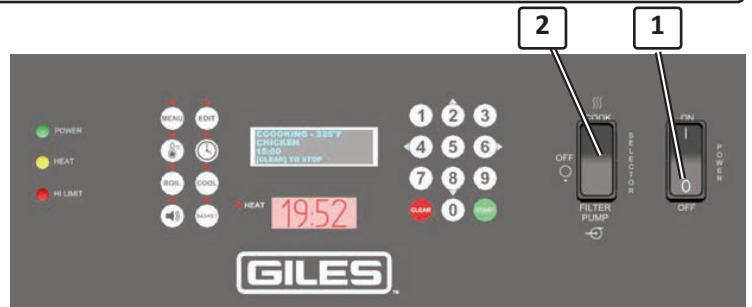 2
1
POWER
HEAT
HI LIMIT
MENU EDIT
BOIL COOL
BASKET
CCOOKING - 325°F
CHICKEN
15:00
[CLEAR] TO STOP
HEAT
19:52
1 2 3
4 5 6
7 8 9
CLEAR 0 START
GILES™
COOK
OFF
SELECTOR
FILTER
PUMP
ON
I
0
OFF
POWER